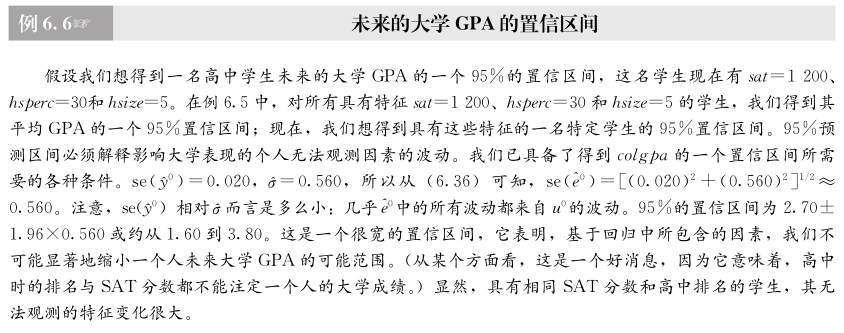 例 6.6☞ 未来的大学 GPA 的置信区间
假设我们想得到一名高中学生未来的大学 GPA 的一个 95%的置信区间，这名学生现在有 sat=1 200、
hsperc=30和 hsize=5。在例 6.5 中，对所有具有特征 sat=1 200、hsperc=30 和 hsize=5 的学生，我们得到其
平均 GPA 的一个 95%置信区间；现在，我们想得到具有这些特征的一名特定学生的 95%置信区间。95%预
测区间必须解释影响大学表现的个人无法观测因素的波动。我们已具备了得到 colgpa 的一个置信区间所需
要的各种条件。se(ŷ⁰)=0.020，σ̂=0.560，所以从（6.36）可知，se(ê⁰)=[(0.020)²+(0.560)²]^{1/2}≈
0.560。注意，se(ŷ⁰) 相对σ̂而言是多么小：几乎ê⁰中的所有波动都来自 u⁰的波动。95%的置信区间为 2.70±
1.96×0.560 或约从 1.60 到 3.80。这是一个很宽的置信区间，它表明，基于回归中所包含的因素，我们不
可能显著地缩小一个人未来大学 GPA 的可能范围。（从某个方面看，这是一个好消息，因为它意味着，高中
时的排名与 SAT 分数都不能注定一个人的大学成绩。）显然，具有相同 SAT 分数和高中排名的学生，其无
法观测的特征变化很大。